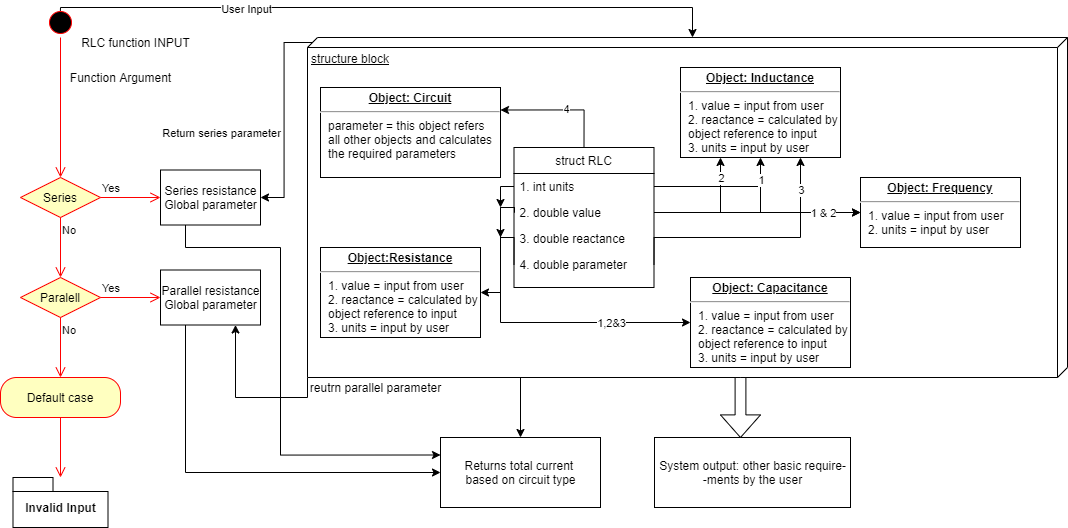 User Input
RLC function INPUT
Function Argument
structure block
Object: Circuit
parameter = this object refers
all other objects and calculates
the required parameters
4
Object: Inductance
1. value = input from user
2. reactance = calculated by
object reference to input
3. units = input by user
Return series parameter
struct RLC
1. int units
2. double value
3. double reactance
4. double parameter
2
1
3
1 & 2
Object: Frequency
1. value = input from user
2. units = input by user
Series
Yes
No
Series resistance
Global parameter
Object:Resistance
1. value = input from user
2. reactance = calculated by
object reference to input
3. units = input by user
Paralell
Yes
No
Parallel resistance
Global parameter
1,2&3
Object: Capacitance
1. value = input from user
2. reactance = calculated by
object reference to input
3. units = input by user
reutrn parallel parameter
Default case
Returns total current
based on circuit type
System output: other basic require-
-ments by the user
Invalid Input